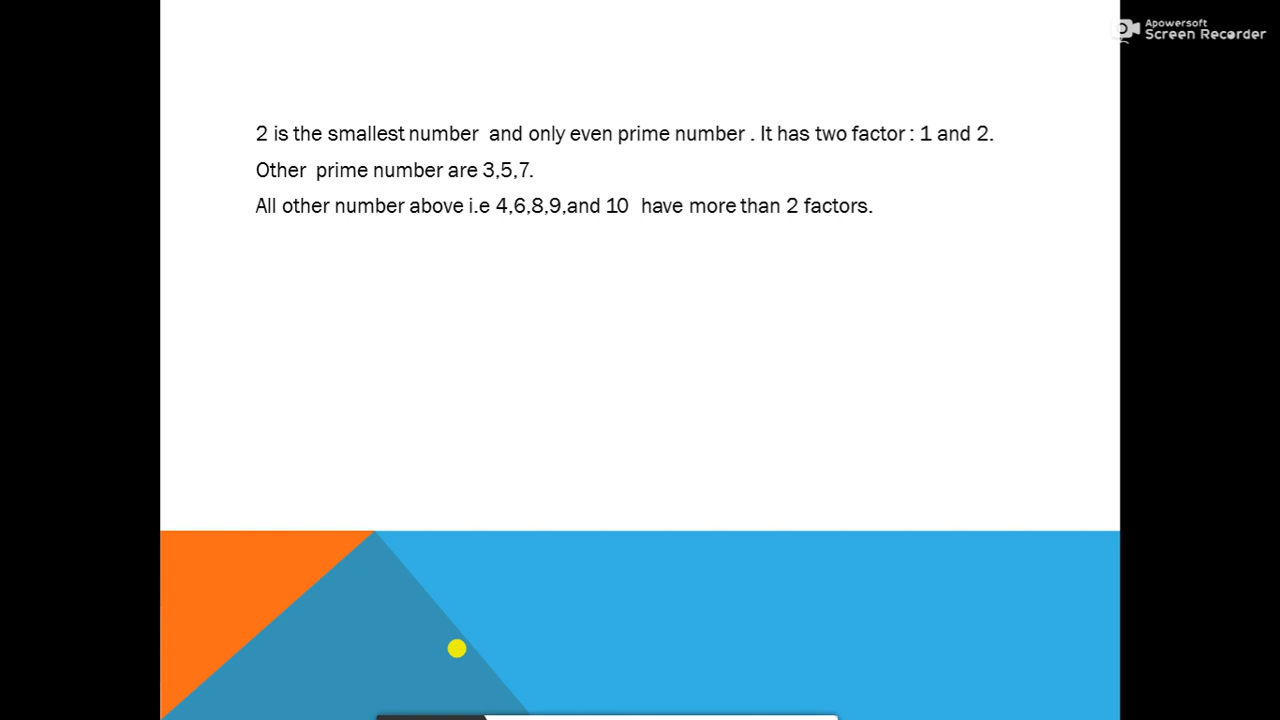 Apowersoft
Screen Recorder
2 is the smallest number and only even prime number . It has two factor : 1 and 2.
Other prime number are 3,5,7.
All other number above i.e 4,6,8,9,and 10 have more than 2 factors.